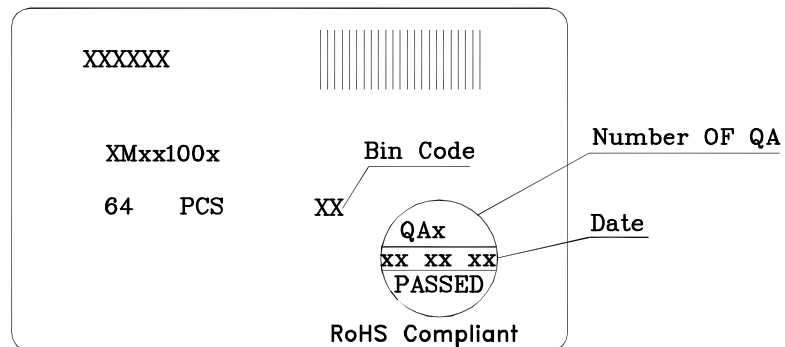 XXXXXX
XMxx100x
Bin Code
Number OF QA
64 PCS XX
QAx
Date
xx xx xx
PASSED
RoHS Compliant